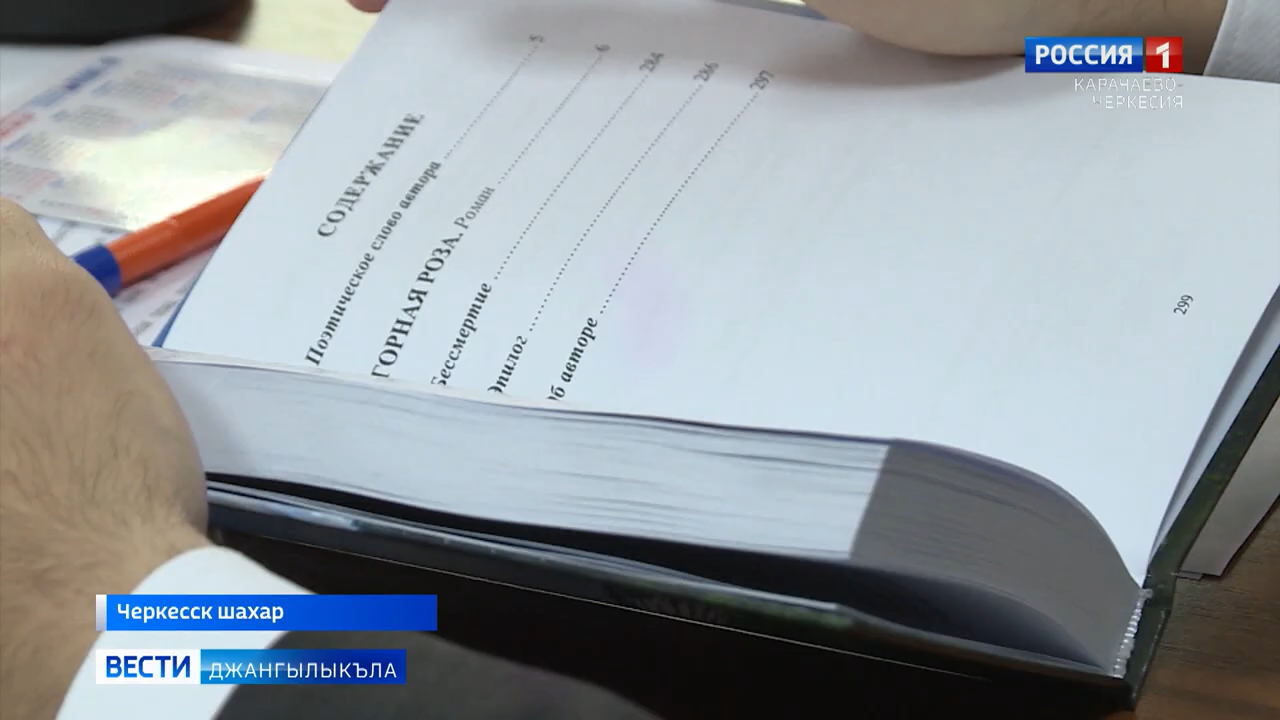 РОССИЯ 1
КАРАЧАЕВО-
ЧЕРКЕСИЯ
СОДЕРЖАНИЕ
Поэтическое слово автора 5
ГОРНАЯ РОЗА. Роман 6
Бессмертие 284
Эпилог 286
Об авторе 297
299
Черкесск шахар
ВЕСТИ ДЖАНГЫЛЫКЪЛА